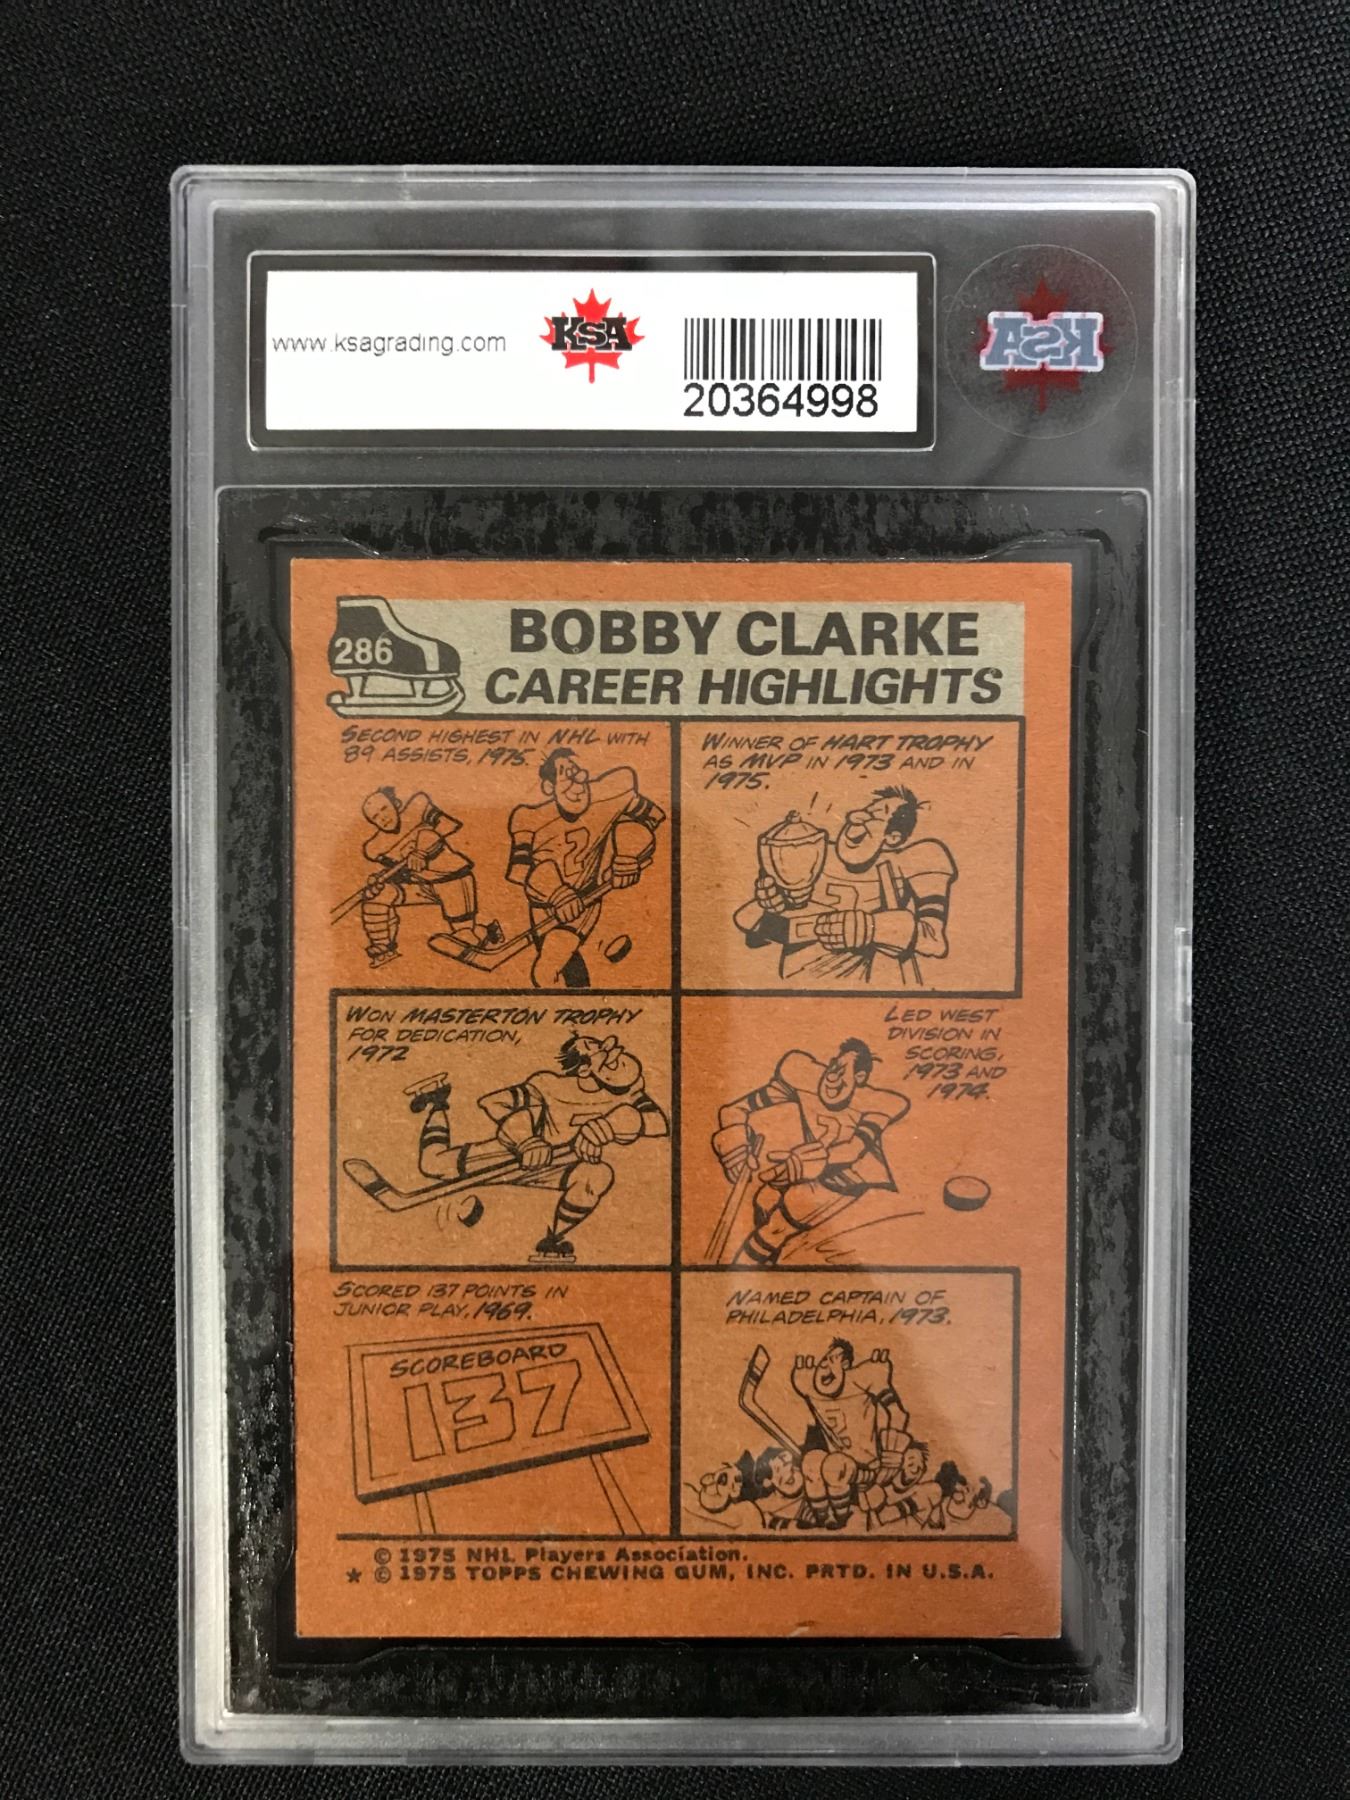 www.ksagrading.com
KSA
20364998
KSA
286
BOBBY CLARKE
CAREER HIGHLIGHTS
SECOND HIGHEST IN NHL WITH
89 ASSISTS, 1975.
2
WINNER OF HART TROPHY
AS MVP IN 1973 AND IN
1975.
WON MASTERTON TROPHY
FOR DEDICATION,
1972
LED WEST
DIVISION IN
SCORING,
1973 AND
1974.
SCORED 137 POINTS IN
JUNIOR PLAY, 1969.
SCOREBOARD
137
NAMED CAPTAIN OF
PHILADELPHIA, 1973.
© 1975 NHL Players Association.
★ © 1975 TOPPS CHEWING GUM, INC. PRTD. IN U.S.A.